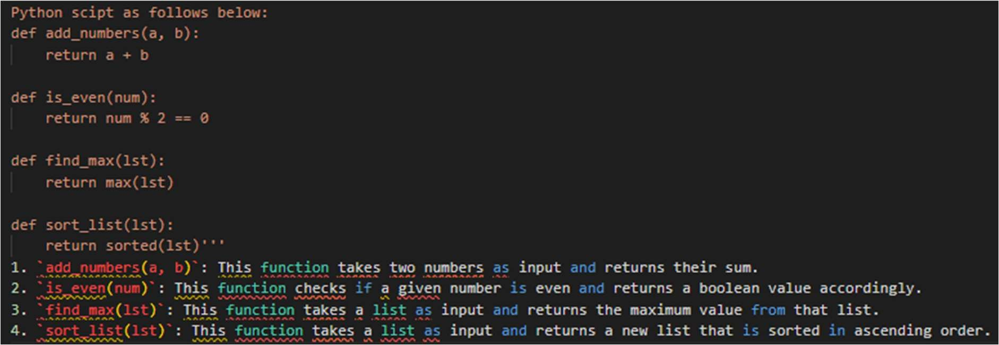 Python scipt as follows below:
def add_numbers(a, b):
    return a + b
def is_even(num):
    return num % 2 == 0
def find_max(lst):
    return max(lst)
def sort_list(lst):
    return sorted(lst)'''
1. `add_numbers(a, b)`: This function takes two numbers as input and returns their sum.
2. `is_even(num)`: This function checks if a given number is even and returns a boolean value accordingly.
3. `find_max(lst)`: This function takes a list as input and returns the maximum value from that list.
4. `sort_list(lst)`: This function takes a list as input and returns a new list that is sorted in ascending order.